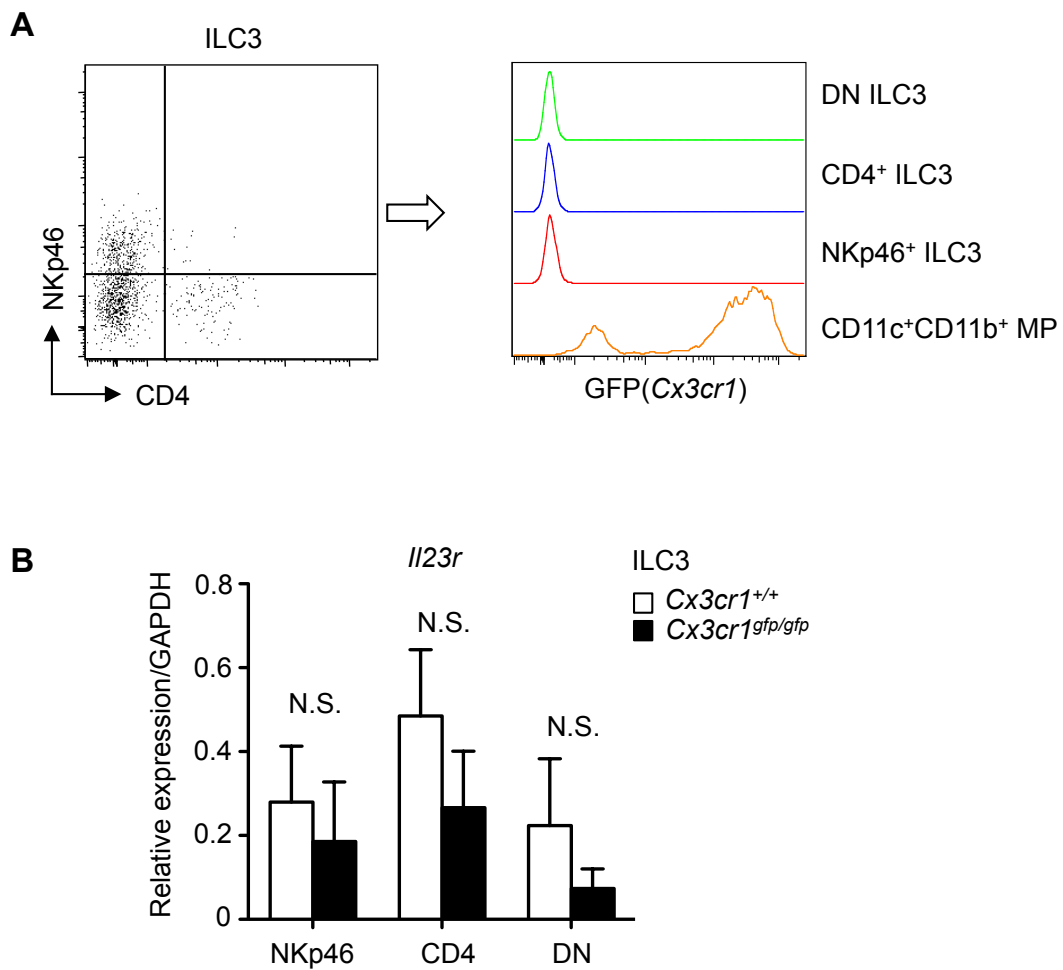 A
ILC3
NKp46
CD4
DN ILC3
CD4⁺ ILC3
NKp46⁺ ILC3
CD11c⁺CD11b⁺ MP
GFP(Cx3cr1)
B
Il23r
ILC3
Cx3cr1⁺/⁺
Cx3cr1ᵍᶠᵖ/ᵍᶠᵖ
Relative expression/GAPDH
0.8
0.6
0.4
0.2
0
N.S.
N.S.
N.S.
NKp46
CD4
DN